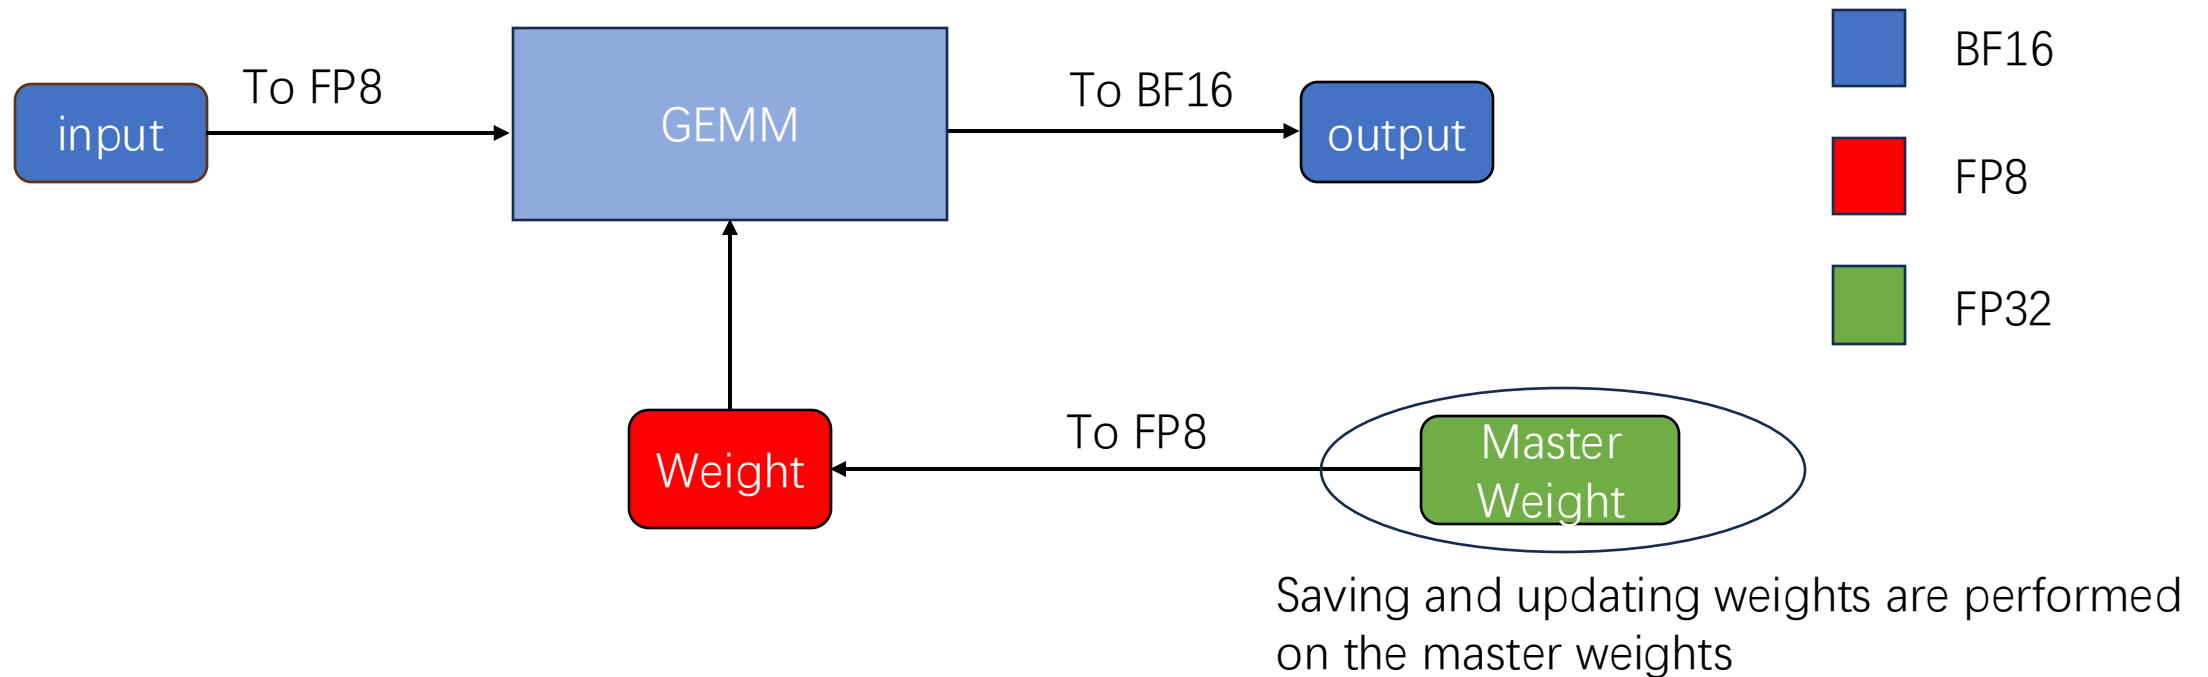 input
To FP8
GEMM
To BF16
output
BF16
FP8
FP32
Weight
To FP8
Master
Weight
Saving and updating weights are performed
on the master weights